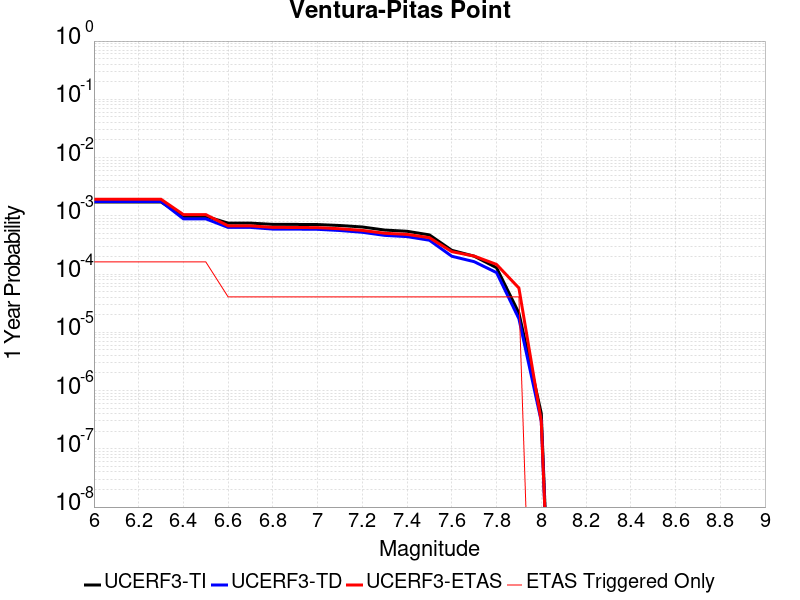 Ventura-Pitas Point
10^0
10^-1
10^-2
10^-3
10^-4
10^-5
10^-6
10^-7
10^-8
1 Year Probability
6 6.2 6.4 6.6 6.8 7 7.2 7.4 7.6 7.8 8 8.2 8.4 8.6 8.8 9
Magnitude
UCERF3-TI UCERF3-TD UCERF3-ETAS ETAS Triggered Only